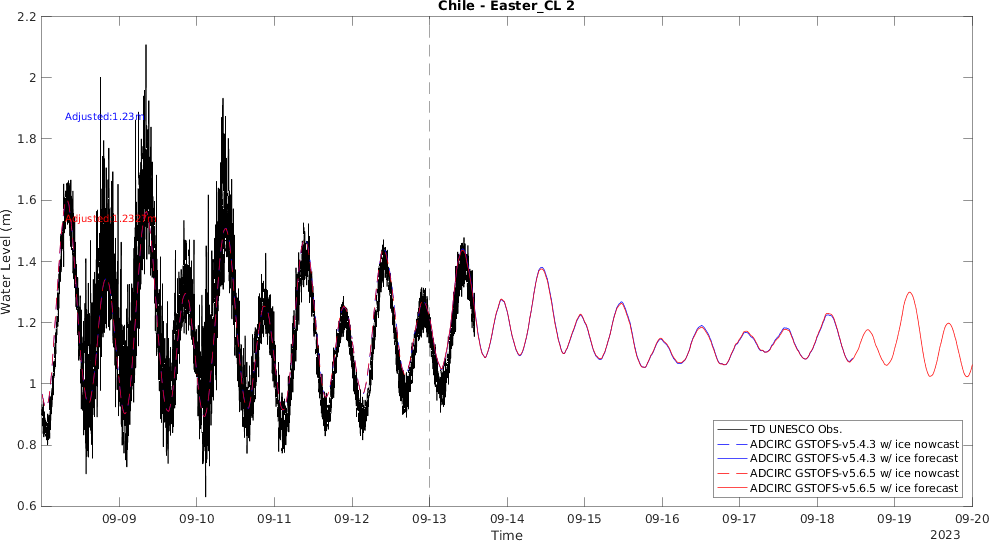 Chile - Easter_CL 2
2.2
2
1.8
1.6
1.4
1.2
1
0.8
0.6
Water Level (m)
Adjusted:1.23m
09-09
09-10
09-11
09-12
09-13
09-14
09-15
09-16
09-17
09-18
09-19
09-20
Time
2023
TD UNESCO Obs.
ADCIRC GSTOFS-v5.4.3 w/ ice nowcast
ADCIRC GSTOFS-v5.4.3 w/ ice forecast
ADCIRC GSTOFS-v5.6.5 w/ ice nowcast
ADCIRC GSTOFS-v5.6.5 w/ ice forecast